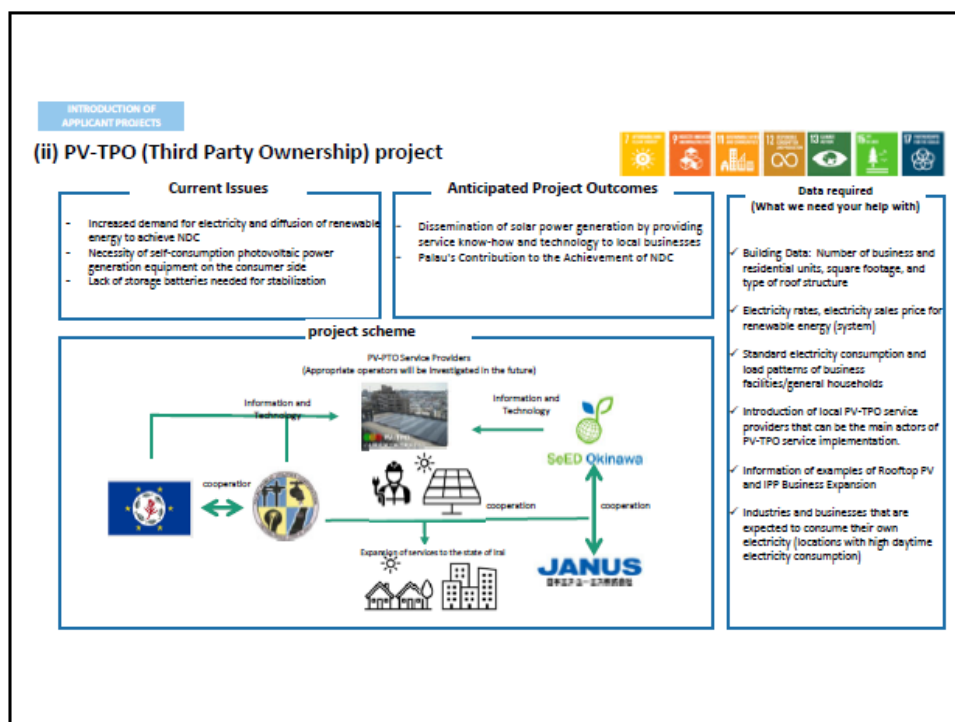 INTRODUCTION OF
APPLICANT PROJECTS
(ii) PV-TPO (Third Party Ownership) project
7
9
11
12
13
15
17
Current Issues
- Increased demand for electricity and diffusion of renewable
energy to achieve NDC
- Necessity of self-consumption photovoltaic power
generation equipment on the consumer side
- Lack of storage batteries needed for stabilization
Anticipated Project Outcomes
- Dissemination of solar power generation by providing
service know-how and technology to local businesses
- Palau's Contribution to the Achievement of NDC
Data required
(What we need your help with)
✓ Building Data: Number of business and
residential units, square footage, and
type of roof structure
✓ Electricity rates, electricity sales price for
renewable energy (system)
✓ Standard electricity consumption and
load patterns of business
facilities/general households
✓ Introduction of local PV-TPO service
providers that can be the main actors of
PV-TPO service implementation.
✓ Information of examples of Rooftop PV
and IPP Business Expansion
✓ Industries and businesses that are
expected to consume their own
electricity (locations with high daytime
electricity consumption)
project scheme
PV-PTO Service Providers
(Appropriate operators will be investigated in the future)
Information and
Technology
Information and
Technology
PV-TPO
SeED Okinawa
cooperation
cooperation
cooperation
Expansion of services to the state of Irai
JANUS